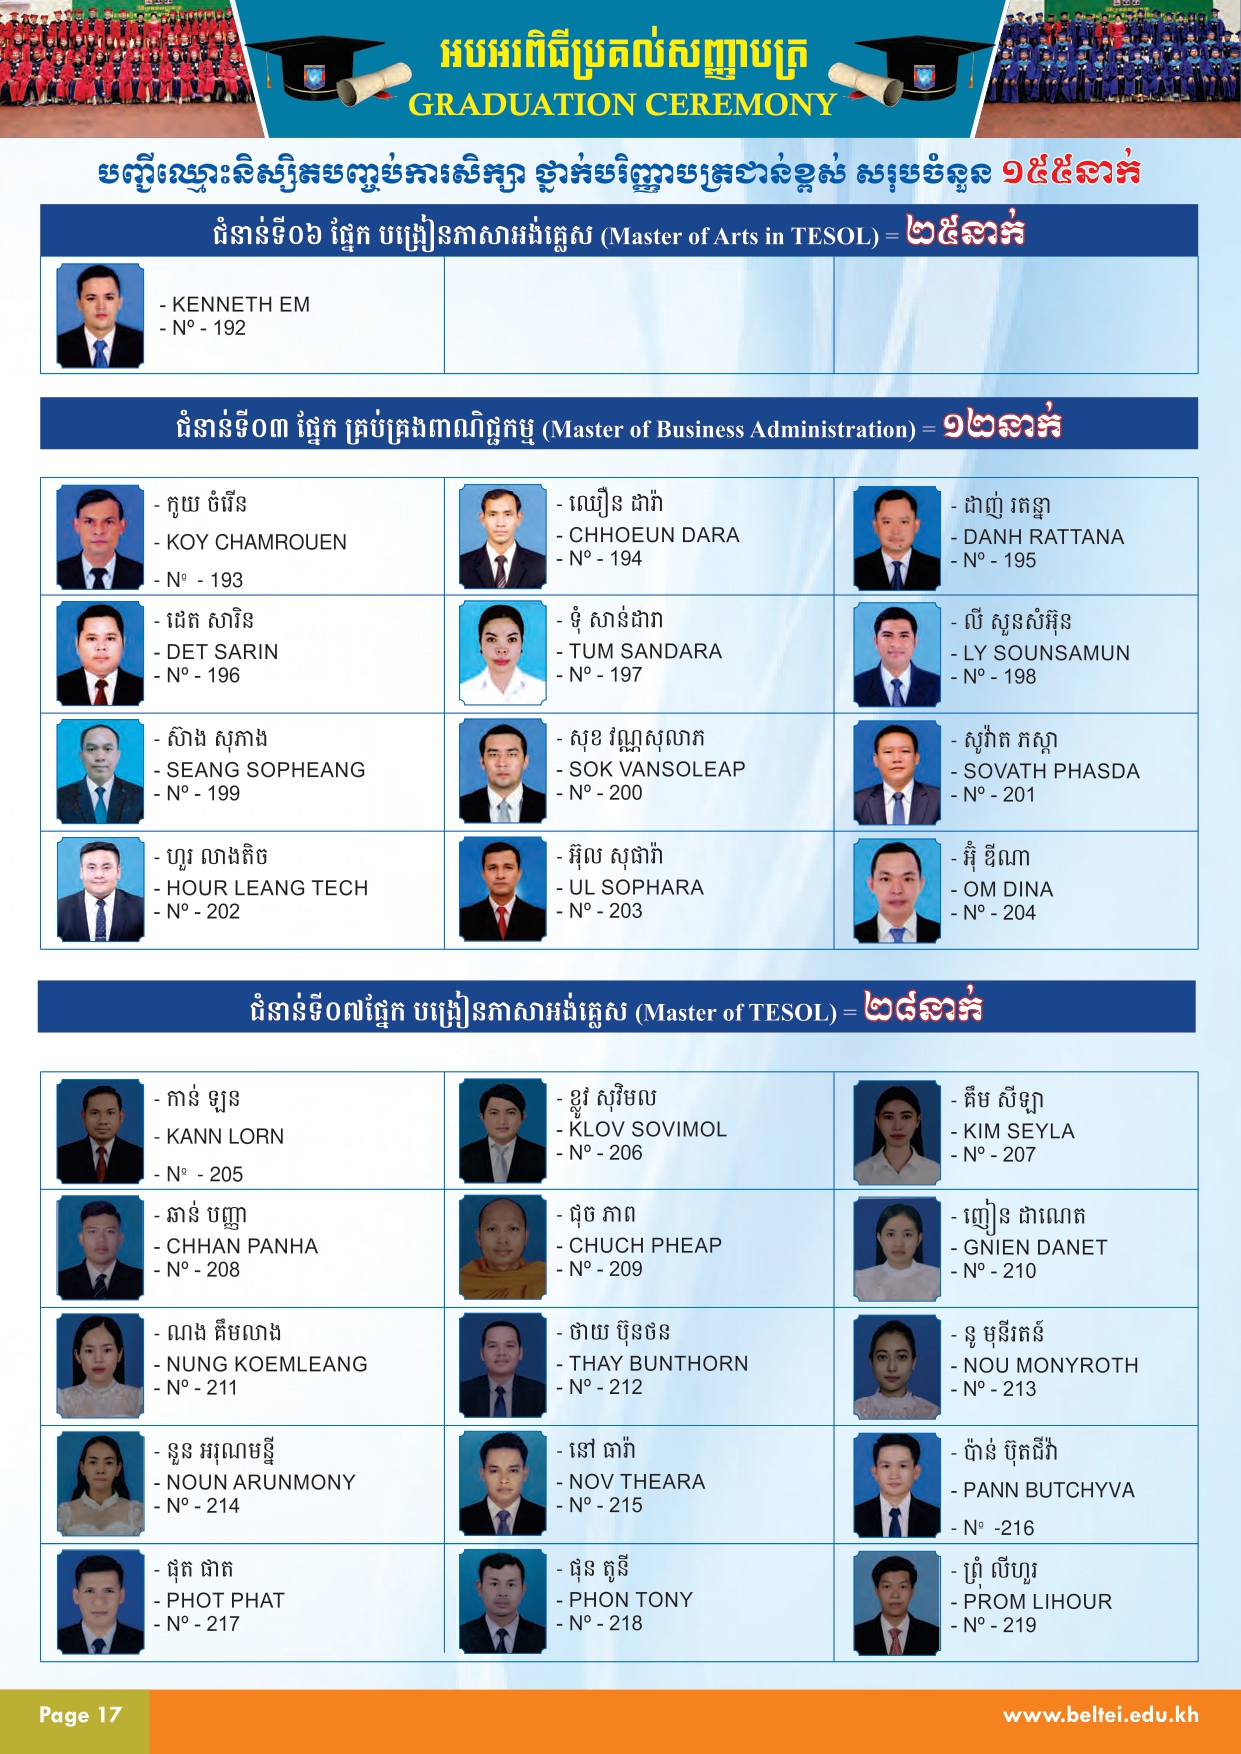 អបអរពិធីប្រគល់សញ្ញាបត្រ
GRADUATION CEREMONY
បញ្ជីឈ្មោះនិស្សិតបញ្ចប់ការសិក្សា ថ្នាក់បរិញ្ញាបត្រជាន់ខ្ពស់ សរុបចំនួន ១៥៥នាក់
ជំនាន់ទី០៦ ផ្នែក បង្រៀនភាសាអង់គ្លេស (Master of Arts in TESOL) = ២៥នាក់
- KENNETH EM
- Nº - 192
ជំនាន់ទី០៣ ផ្នែក គ្រប់គ្រងពាណិជ្ជកម្ម (Master of Business Administration) = ១២នាក់
- កូយ ចំរើន
- KOY CHAMROUEN
- Nº - 193
- ឈឿន ដារ៉ា
- CHHOEUN DARA
- Nº - 194
- ដាញ់ រតន្នា
- DANH RATTANA
- Nº - 195
- ដេត សារិន
- DET SARIN
- Nº - 196
- ទុំ សាន់ដារា
- TUM SANDARA
- Nº - 197
- លី សួនសំអ៊ុន
- LY SOUNSAMUN
- Nº - 198
- ស៊ាង សុភាង
- SEANG SOPHEANG
- Nº - 199
- សុខ វណ្ណសុលាភ
- SOK VANSOLEAP
- Nº - 200
- សូវ៉ាត ភស្តា
- SOVATH PHASDA
- Nº - 201
- ហួរ លាងតិច
- HOUR LEANG TECH
- Nº - 202
- អ៊ុល សុផារ៉ា
- UL SOPHARA
- Nº - 203
- អ៊ុំ ឌីណា
- OM DINA
- Nº - 204
ជំនាន់ទី០៧ផ្នែក បង្រៀនភាសាអង់គ្លេស (Master of TESOL) = ២៨នាក់
- កាន់ ឡន
- KANN LORN
- Nº - 205
- ខ្លូវ សុវិមល
- KLOV SOVIMOL
- Nº - 206
- គឹម សីឡា
- KIM SEYLA
- Nº - 207
- ឆាន់ បញ្ញា
- CHHAN PANHA
- Nº - 208
- ជុច ភាព
- CHUCH PHEAP
- Nº - 209
- ញៀន ដាណេត
- GNIEN DANET
- Nº - 210
- ណង គឹមលាង
- NUNG KOEMLEANG
- Nº - 211
- ថាយ ប៊ុនថន
- THAY BUNTHORN
- Nº - 212
- នូ មុនីរតន៍
- NOU MONYROTH
- Nº - 213
- នួន អរុណមន្នី
- NOUN ARUNMONY
- Nº - 214
- នៅ ធារ៉ា
- NOV THEARA
- Nº - 215
- ប៉ាន់ ប៊ុតជីវ៉ា
- PANN BUTCHYVA
- Nº -216
- ផុត ផាត
- PHOT PHAT
- Nº - 217
- ផុន តូនី
- PHON TONY
- Nº - 218
- ព្រុំ លីហួរ
- PROM LIHOUR
- Nº - 219
Page 17
www.beltei.edu.kh